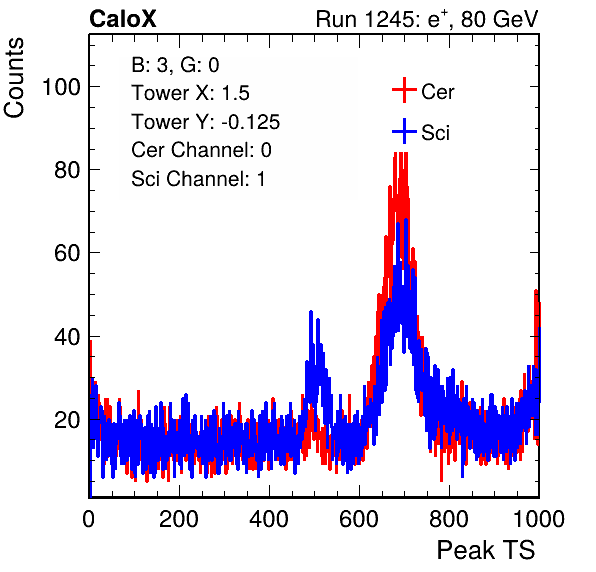 CaloX Run 1245: e+, 80 GeV
Counts
B: 3, G: 0
Tower X: 1.5
Tower Y: -0.125
Cer Channel: 0
Sci Channel: 1
Cer
Sci
100
80
60
40
20
0 200 400 600 800 1000
Peak TS